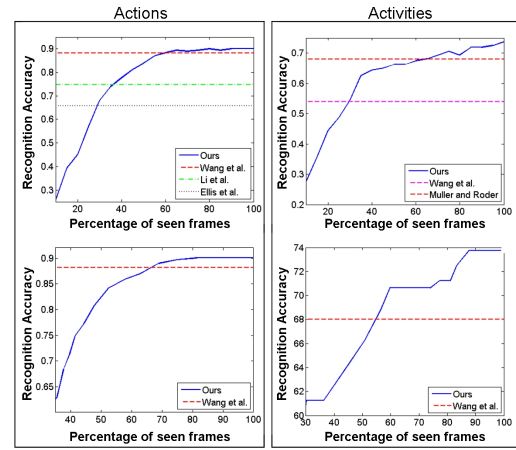 Actions Activities
Recognition Accuracy
0.9
0.8
0.7
0.6
0.5
0.4
0.3
20 40 60 80 100
Percentage of seen frames
Ours
Wang et al.
Li et al.
Ellis et al.
Recognition Accuracy
0.7
0.6
0.5
0.4
0.3
0.2
20 40 60 80 100
Percentage of seen frames
Ours
Wang et al.
Muller and Roder
Recognition Accuracy
0.9
0.85
0.8
0.75
0.7
0.65
40 50 60 70 80 90 100
Percentage of seen frames
Ours
Wang et al.
Recognition Accuracy
74
72
70
68
66
64
62
60
30 40 50 60 70 80 90 100
Percentage of seen frames
Ours
Wang et al.